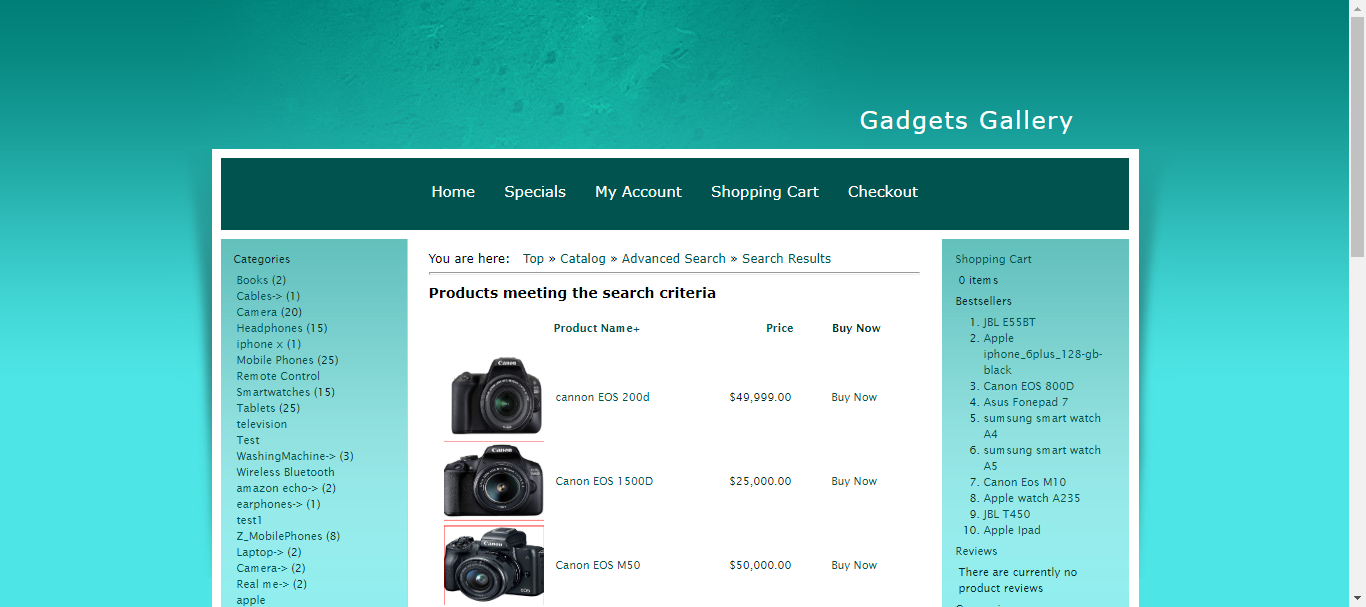 Gadgets Gallery
Home Specials My Account Shopping Cart Checkout
Categories
Books (2)
Cables-> (1)
Camera (20)
Headphones (15)
iphone x (1)
Mobile Phones (25)
Remote Control
Smartwatches (15)
Tablets (25)
television
Test
WashingMachine-> (3)
Wireless Bluetooth
amazon echo-> (2)
earphones-> (1)
test1
Z_MobilePhones (8)
Laptop-> (2)
Camera-> (2)
Real me-> (2)
apple
You are here: Top » Catalog » Advanced Search » Search Results
Products meeting the search criteria
Product Name+ Price Buy Now
Canon
cannon EOS 200d $49,999.00 Buy Now
Canon
Canon EOS 1500D $25,000.00 Buy Now
Canon
EOS
Canon EOS M50 $50,000.00 Buy Now
Shopping Cart
0 items
Bestsellers
1. JBL E55BT
2. Apple
iphone_6plus_128-gb-
black
3. Canon EOS 800D
4. Asus Fonepad 7
5. sumsung smart watch
A4
6. sumsung smart watch
A5
7. Canon Eos M10
8. Apple watch A235
9. JBL T450
10. Apple Ipad
Reviews
There are currently no
product reviews